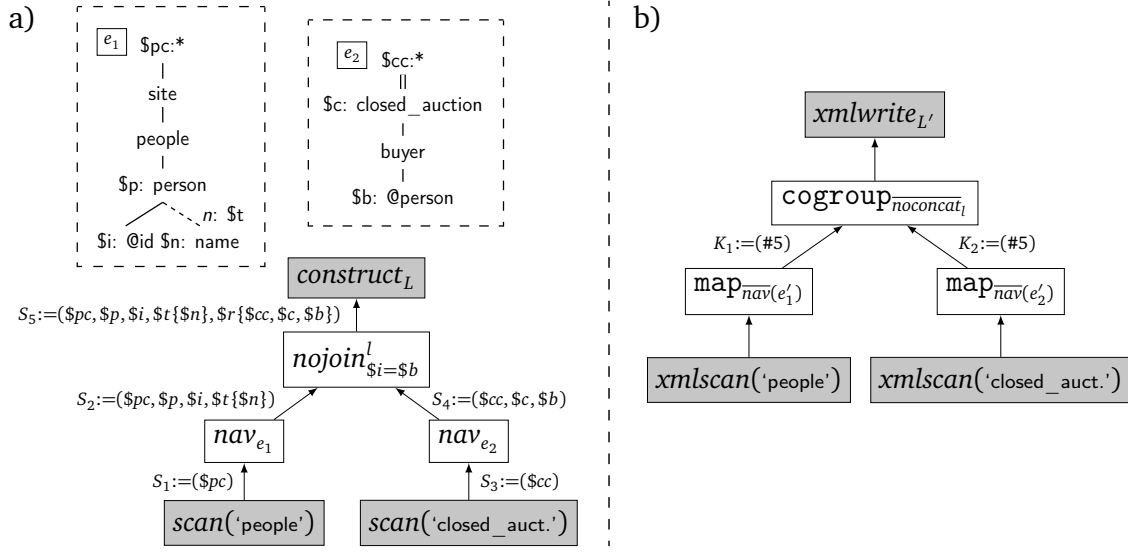 a)
e₁ $pc:*
site
people
$p: person
n: $t
$i: @id $n: name
e₂ $cc:*
$c: closed_auction
buyer
$b: @person
construct_L
S₅:=($pc, $p, $i, $t{$n}, $r{$cc, $c, $b})
nojoin^l_$i=$b
S₂:=($pc, $p, $i, $t{$n}) S₄:=($cc, $c, $b)
nav_e₁ nav_e₂
S₁:=($pc) S₃:=($cc)
scan('people') scan('closed_auct.')
b)
xmlwrite_L′
cogroup_noconcat_l
K₁:=(#5) K₂:=(#5)
map_nav(e′₁) map_nav(e′₂)
xmlscan('people') xmlscan('closed_auct.')